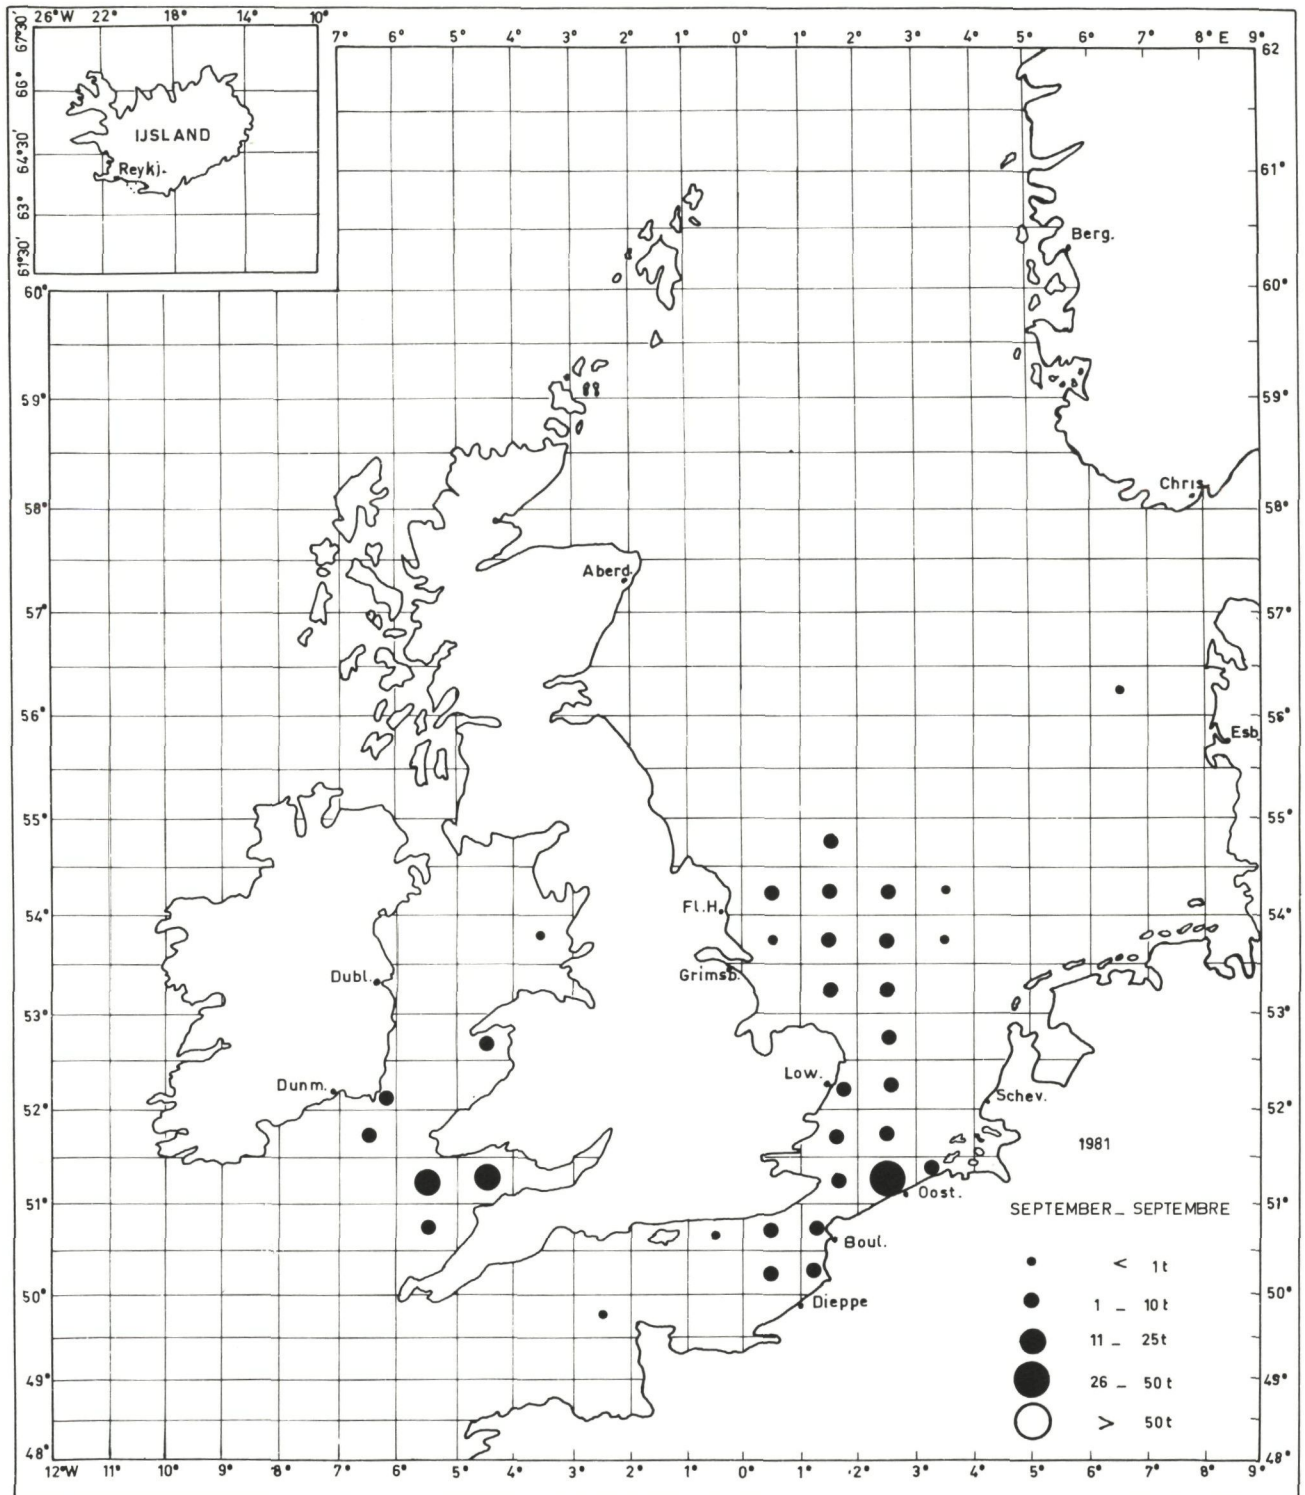 26°W 22° 18° 14° 10°
67°30' 66° 64°30' 63° 61°30'
IJSLAND
Reykj.
7° 6° 5° 4° 3° 2° 1° 0° 1° 2° 3° 4° 5° 6° 7° 8° E 9°
62
61°
60°
60°
Berg.
59°
59°
Chris
58°
58°
Aberd.
57°
57°
56°
56°
Esb
55°
55°
Fl.H.
54°
54°
Dubl.
Grimsb.
53°
53°
Dunm.
Low.
Schev.
52°
52°
1981
Oost.
51°
51°
SEPTEMBER _ SEPTEMBRE
Boul.
< 1t
50°
Dieppe
1 _ 10t
50°
11 _ 25t
49°
26 _ 50t
49°
> 50t
48°
48°
12°W 11° 10° 9° 8° 7° 6° 5° 4° 3° 2° 1° 0° 1° 2° 3° 4° 5° 6° 7° 8° 9°